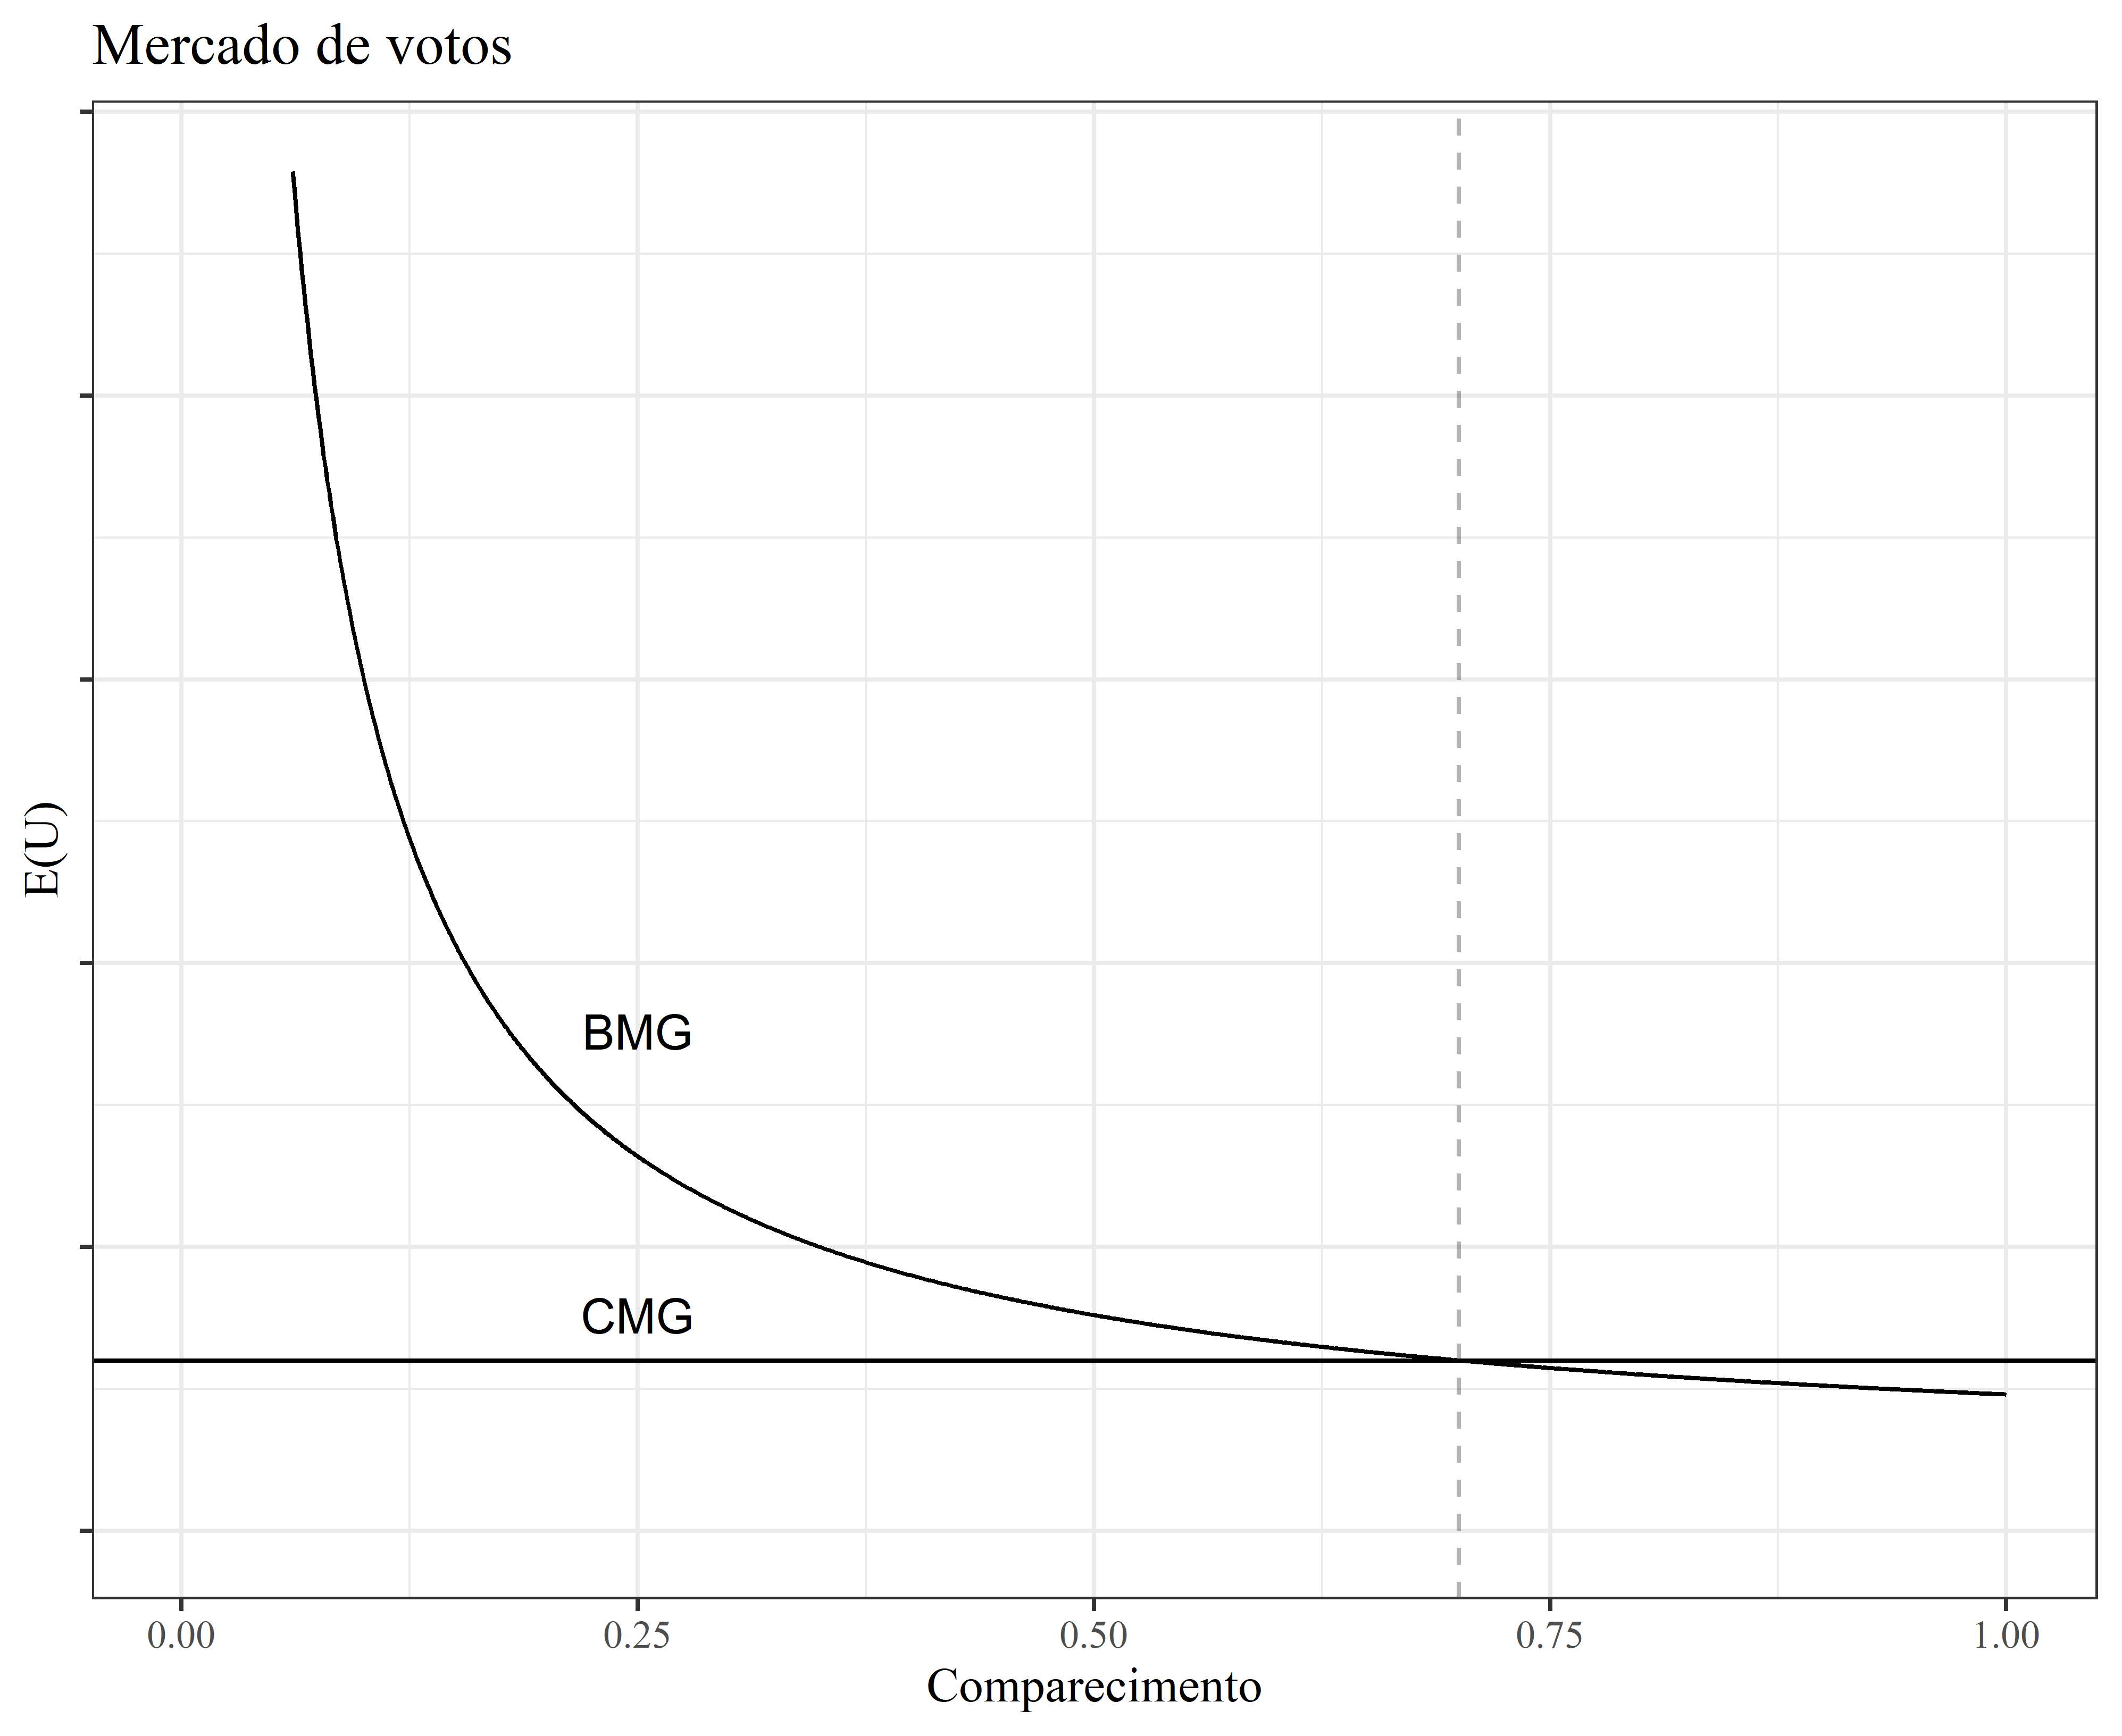 Mercado de votos
E(U)
BMG
CMG
0.00 0.25 0.50 0.75 1.00
Comparecimento